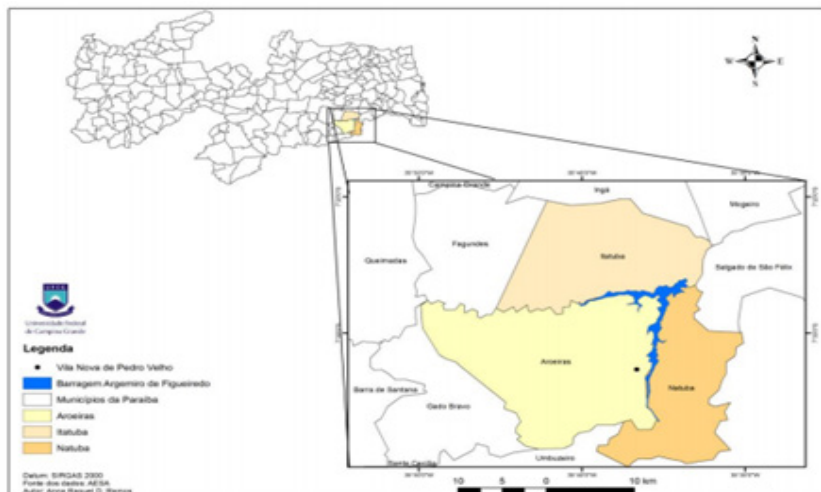 N
W E
S
Campina Grande
Ingá
Mogeiro
Fagundes
Queimadas
Itatuba
Salgado de São Félix
Aroeiras
Natuba
Barra de Santana
Gado Bravo
Umbuzeiro
Santa Cecília
Universidade Federal
de Campina Grande
Legenda
Vila Nova de Pedro Velho
Barragem Argemiro de Figueiredo
Municípios da Paraíba
Aroeiras
Itatuba
Natuba
Datum: SIRGAS 2000
Fonte dos dados: AESA
10 5 0 10 km